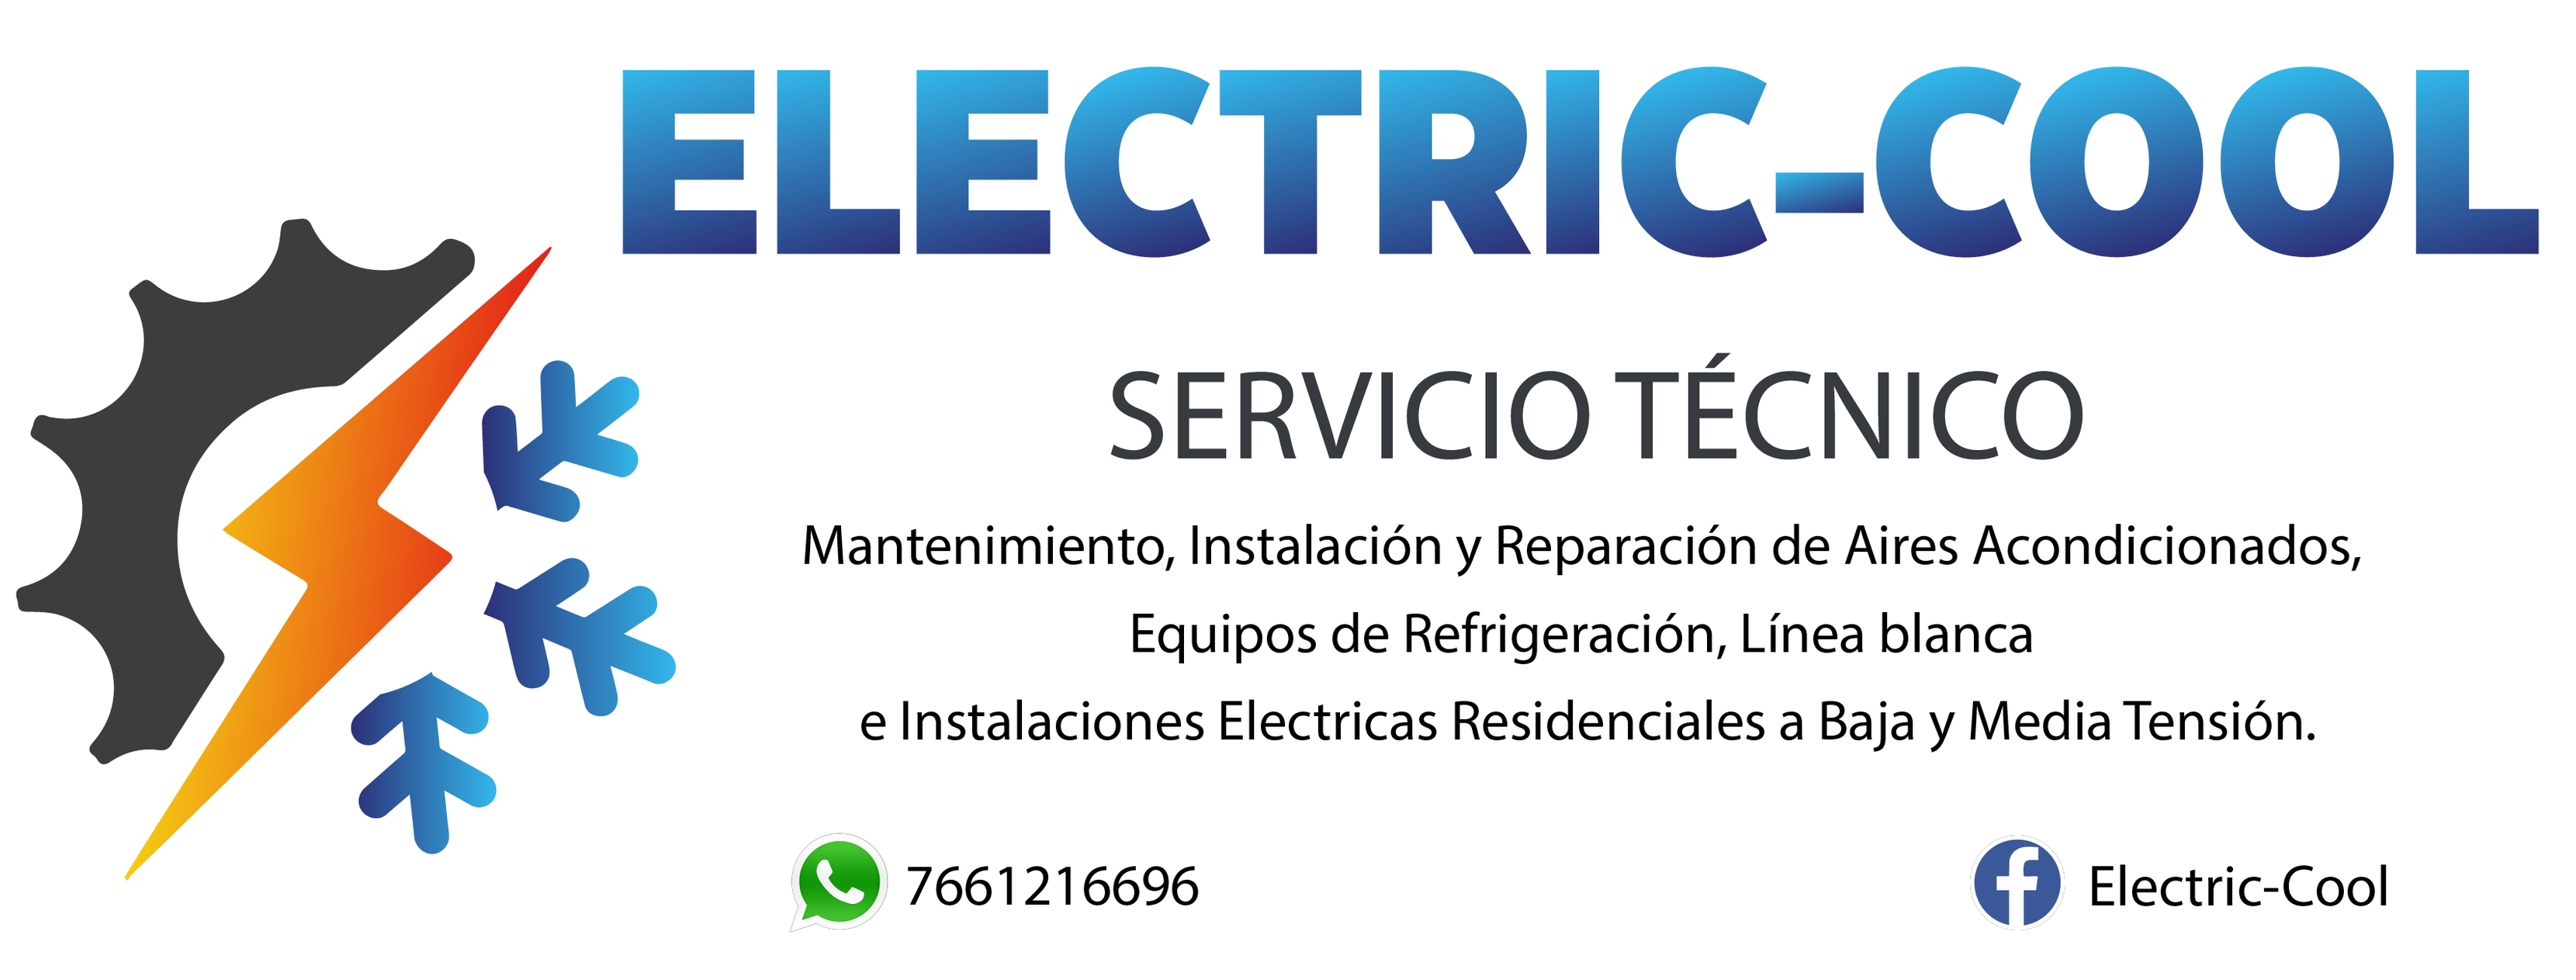 ELECTRIC-COOL
SERVICIO TÉCNICO
Mantenimiento, Instalación y Reparación de Aires Acondicionados,
Equipos de Refrigeración, Línea blanca
e Instalaciones Electricas Residenciales a Baja y Media Tensión.
7661216696
Electric-Cool